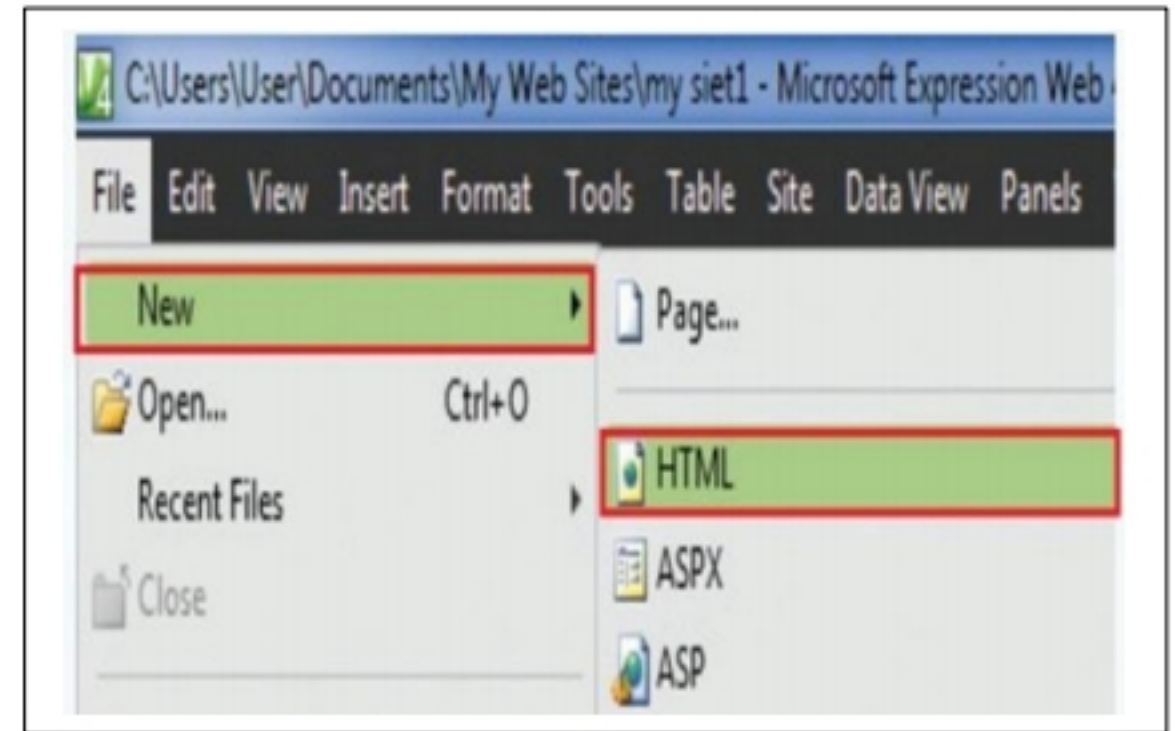 C:\Users\User\Documents\My Web Sites\my siet1 - Microsoft Expression Web 4
File Edit View Insert Format Tools Table Site Data View Panels
New
Page...
Open... Ctrl+O
HTML
Recent Files
ASPX
Close
ASP